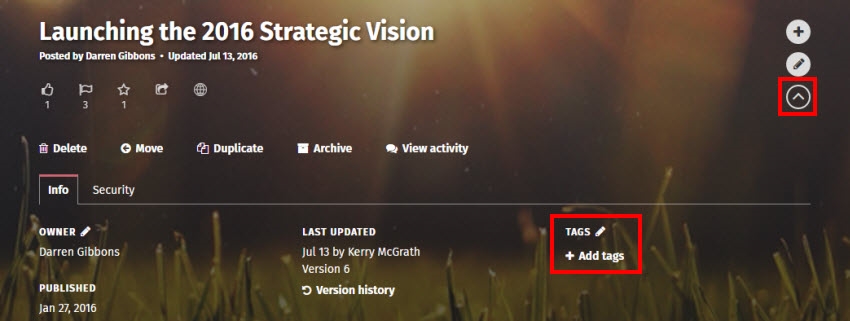 Launching the 2016 Strategic Vision
Posted by Darren Gibbons • Updated Jul 13, 2016
1 3 1
Delete Move Duplicate Archive View activity
Info Security
OWNER LAST UPDATED TAGS
Darren Gibbons Jul 13 by Kerry McGrath Add tags
Version 6
PUBLISHED Version history
Jan 27, 2016